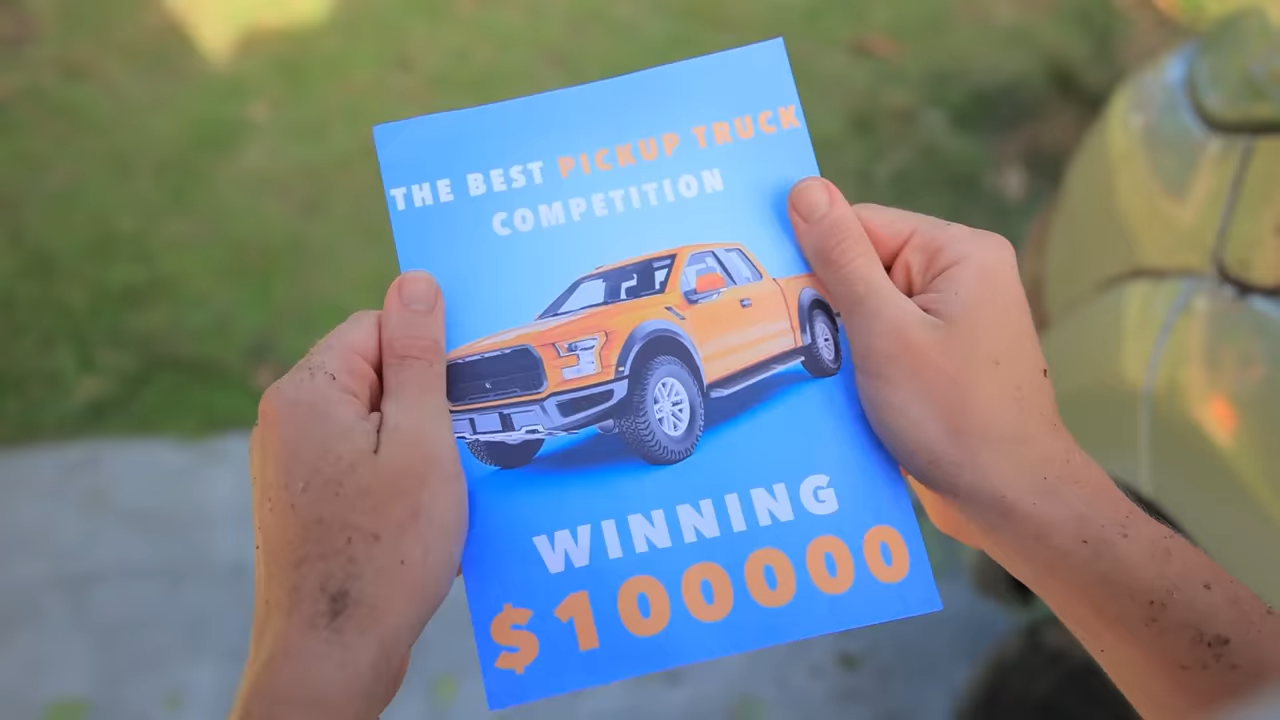 THE BEST PICKUP TRUCK
COMPETITION
WINNING
$100000